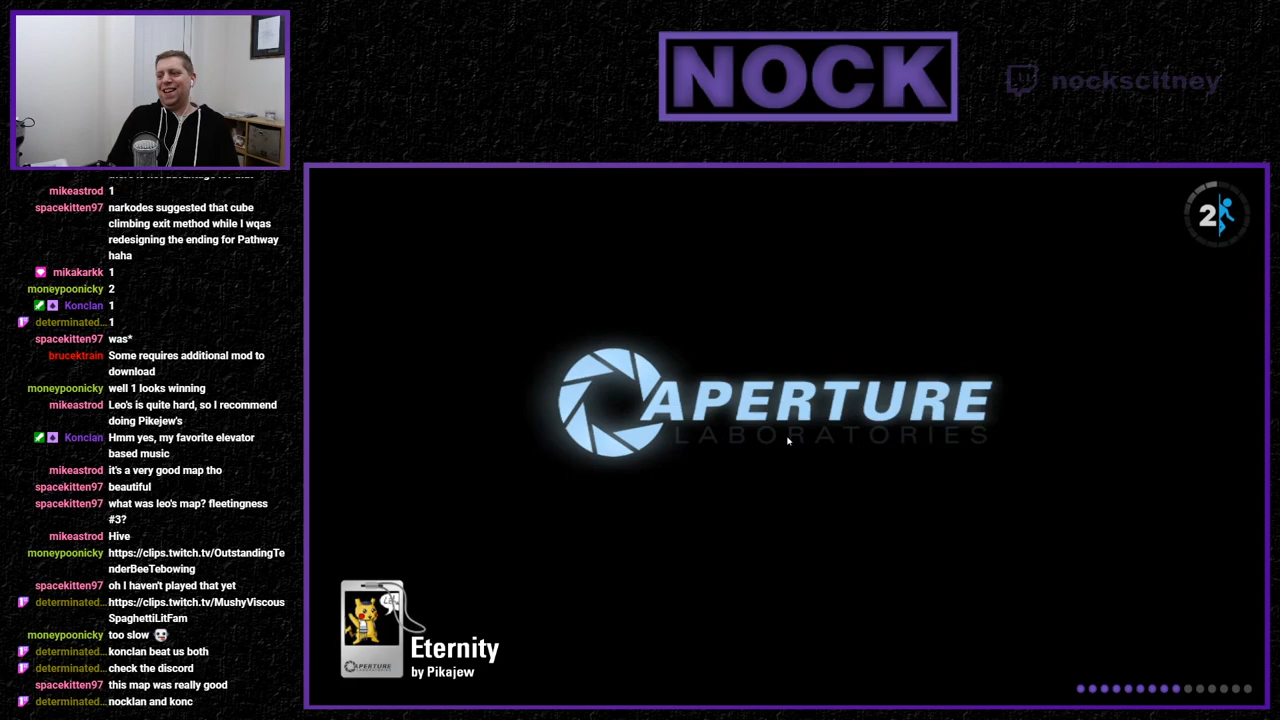 NOCK
nockscitney
mikeastrod 1
spacekitten97 narkodes suggested that cube
climbing exit method while I wqas
redesigning the ending for Pathway
haha
mikakarkk 1
moneypoonicky 2
Konclan 1
determinated... 1
spacekitten97 was*
brucektrain Some requires additional mod to
download
moneypoonicky well 1 looks winning
mikeastrod Leo's is quite hard, so I recommend
doing Pikejew's
Konclan Hmm yes, my favorite elevator
based music
mikeastrod it's a very good map tho
spacekitten97 beautiful
spacekitten97 what was leo's map? fleetingness
#3?
mikeastrod Hive
moneypoonicky https://clips.twitch.tv/OutstandingTe
nderBeeTebowing
spacekitten97 oh I haven't played that yet
determinated... https://clips.twitch.tv/MushyViscous
SpaghettiLitFam
moneypoonicky too slow
determinated... konclan beat us both
determinated... check the discord
spacekitten97 this map was really good
determinated... nocklan and konc
2
APERTURE
LABORATORIES
APERTURE
Eternity
by Pikajew